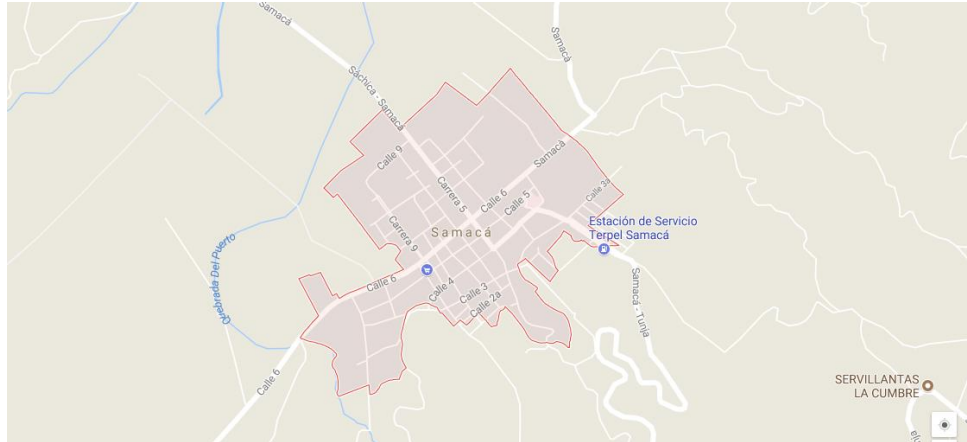 Samacá
Samacá
Sáchica - Samacá
Calle 9
Samacá
Carrera 5
Calle 3a
Calle 6
Calle 5
Estación de Servicio
Terpel Samacá
Carrera 9
Samacá
Quebrada Del Puerto
Calle 6
Calle 4
Calle 3
Calle 2a
Samacá - Tunja
Calle 6
SERVILLANTAS
LA CUMBRE